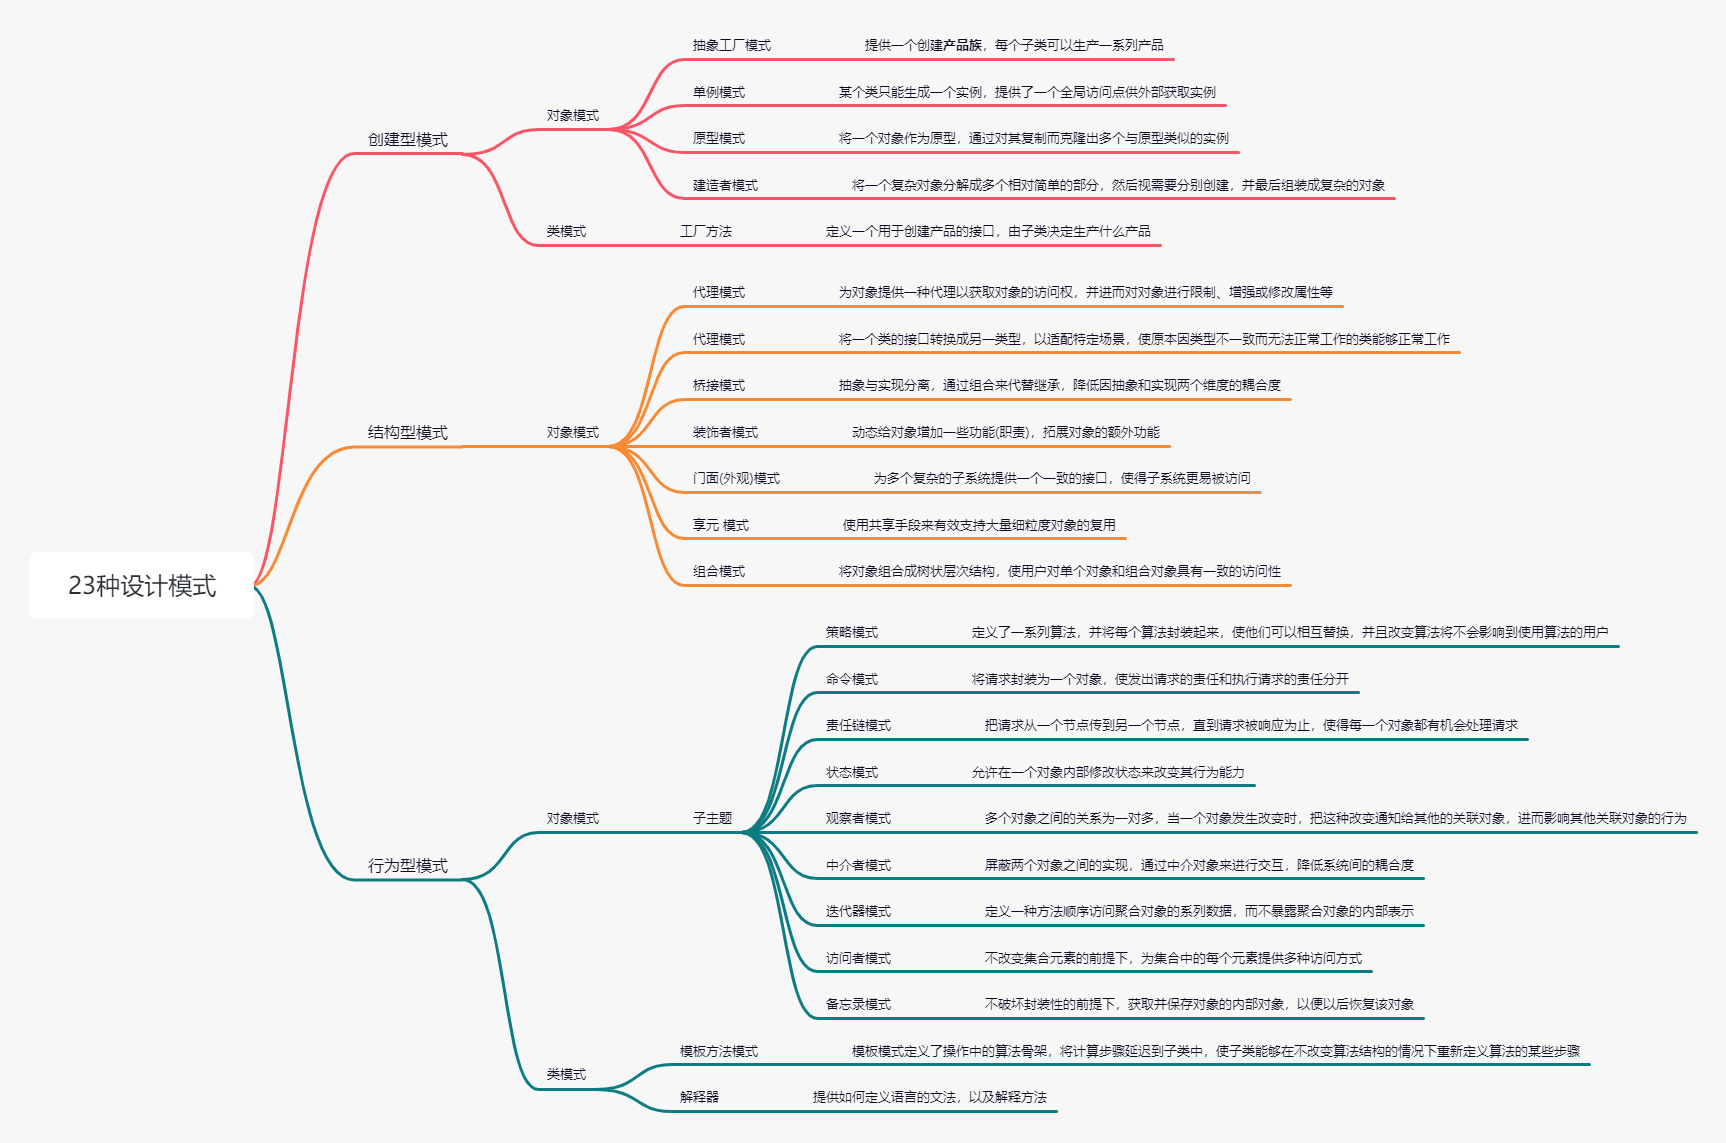 23种设计模式
创建型模式
对象模式
抽象工厂模式
提供一个创建产品族，每个子类可以生产一系列产品
单例模式
某个类只能生成一个实例，提供了一个全局访问点供外部获取实例
原型模式
将一个对象作为原型，通过对其复制而克隆出多个与原型类似的实例
建造者模式
将一个复杂对象分解成多个相对简单的部分，然后视需要分别创建，并最后组装成复杂的对象
类模式
工厂方法
定义一个用于创建产品的接口，由子类决定生产什么产品
结构型模式
对象模式
代理模式
为对象提供一种代理以获取对象的访问权，并进而对对象进行限制、增强或修改属性等
代理模式
将一个类的接口转换成另一类型，以适配特定场景，使原本因类型不一致而无法正常工作的类能够正常工作
桥接模式
抽象与实现分离，通过组合来代替继承，降低因抽象和实现两个维度的耦合度
装饰者模式
动态给对象增加一些功能(职责)，拓展对象的额外功能
门面(外观)模式
为多个复杂的子系统提供一个一致的接口，使得子系统更易被访问
享元 模式
使用共享手段来有效支持大量细粒度对象的复用
组合模式
将对象组合成树状层次结构，使用户对单个对象和组合对象具有一致的访问性
行为型模式
对象模式
子主题
策略模式
定义了一系列算法，并将每个算法封装起来，使他们可以相互替换，并且改变算法将不会影响到使用算法的用户
命令模式
将请求封装为一个对象，使发出请求的责任和执行请求的责任分开
责任链模式
把请求从一个节点传到另一个节点，直到请求被响应为止，使得每一个对象都有机会处理请求
状态模式
允许在一个对象内部修改状态来改变其行为能力
观察者模式
多个对象之间的关系为一对多，当一个对象发生改变时，把这种改变通知给其他的关联对象，进而影响其他关联对象的行为
中介者模式
屏蔽两个对象之间的实现，通过中介对象来进行交互，降低系统间的耦合度
迭代器模式
定义一种方法顺序访问聚合对象的系列数据，而不暴露聚合对象的内部表示
访问者模式
不改变集合元素的前提下，为集合中的每个元素提供多种访问方式
备忘录模式
不破坏封装性的前提下，获取并保存对象的内部对象，以便以后恢复该对象
类模式
模板方法模式
模板模式定义了操作中的算法骨架，将计算步骤延迟到子类中，使子类能够在不改变算法结构的情况下重新定义算法的某些步骤
解释器
提供如何定义语言的文法，以及解释方法